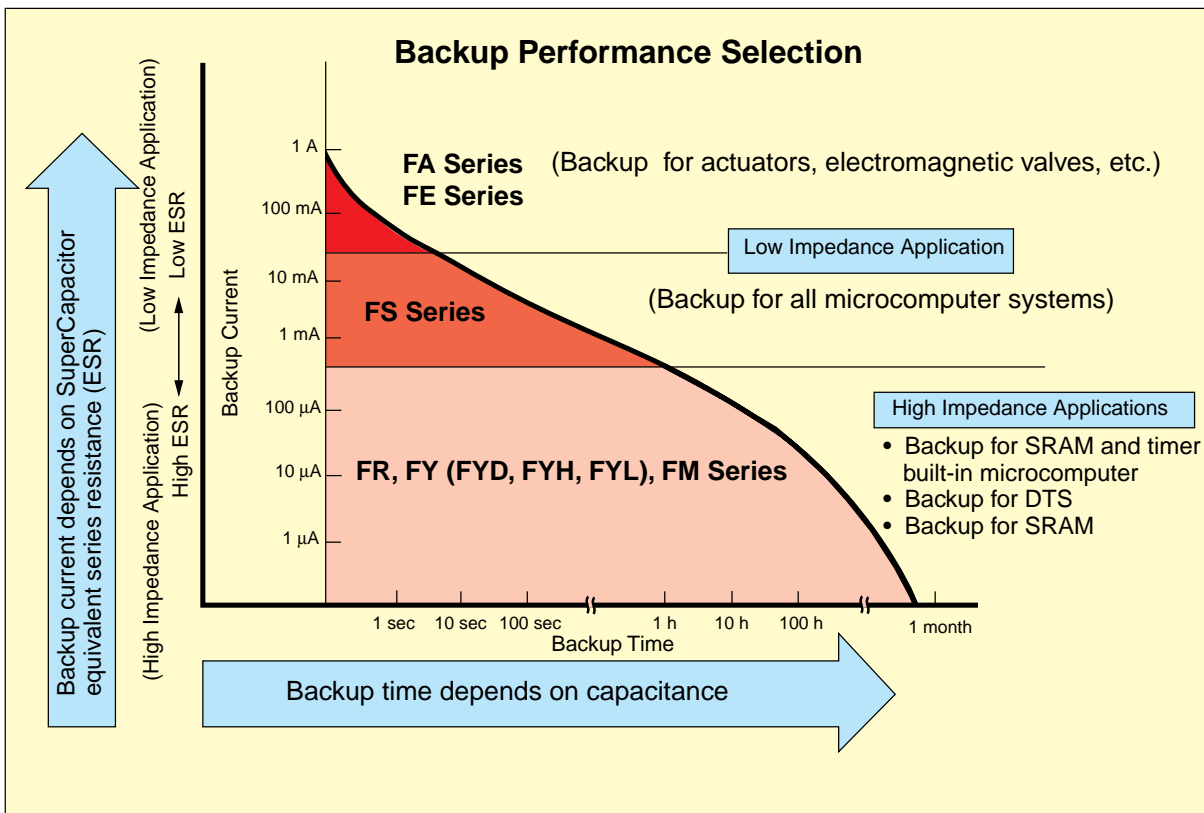 Backup Performance Selection
Backup current depends on SuperCapacitor
equivalent series resistance (ESR)
(High Impedance Application)
High ESR
(Low Impedance Application)
Low ESR
Backup Current
1 A
100 mA
10 mA
1 mA
100 µA
10 µA
1 µA
FA Series
FE Series
(Backup for actuators, electromagnetic valves, etc.)
Low Impedance Application
(Backup for all microcomputer systems)
FS Series
High Impedance Applications
• Backup for SRAM and timer
built-in microcomputer
• Backup for DTS
• Backup for SRAM
FR, FY (FYD, FYH, FYL), FM Series
1 sec
10 sec
100 sec
1 h
10 h
100 h
1 month
Backup Time
Backup time depends on capacitance